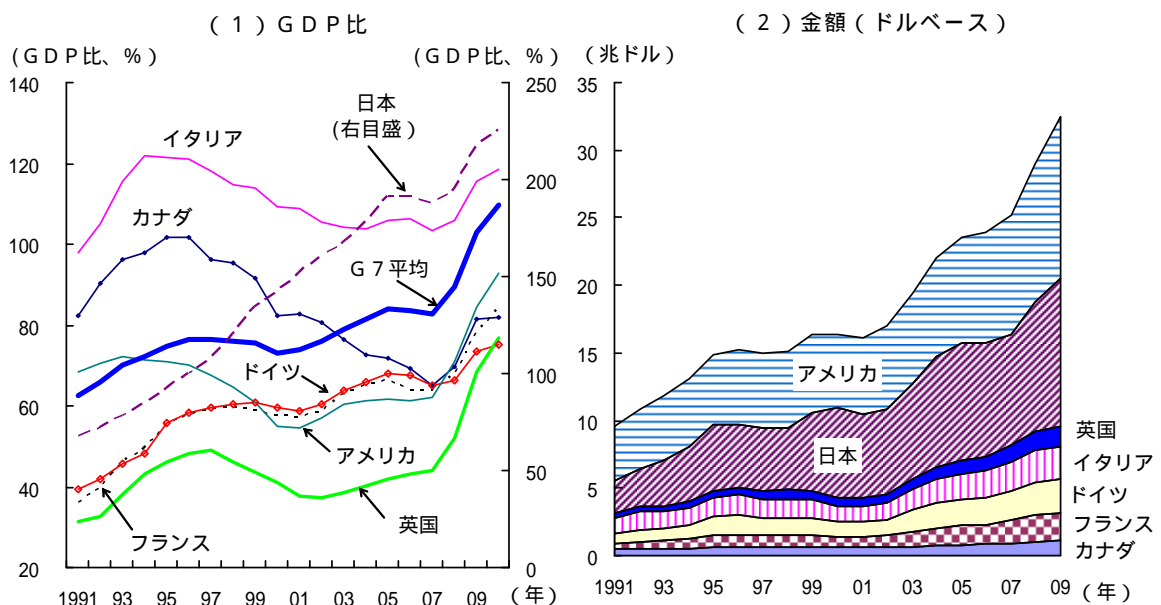 (１)ＧＤＰ比
(ＧＤＰ比、％)
(ＧＤＰ比、％)
140
120
100
80
60
40
20
250
200
150
100
50
0
日本
(右目盛)
イタリア
カナダ
Ｇ７平均
ドイツ
アメリカ
英国
フランス
1991 93 95 97 99 01 03 05 07 09 (年)
(２)金額(ドルベース)
(兆ドル)
35
30
25
20
15
10
5
0
アメリカ
日本
英国
イタリア
ドイツ
フランス
カナダ
1991 93 95 97 99 01 03 05 07 09 (年)